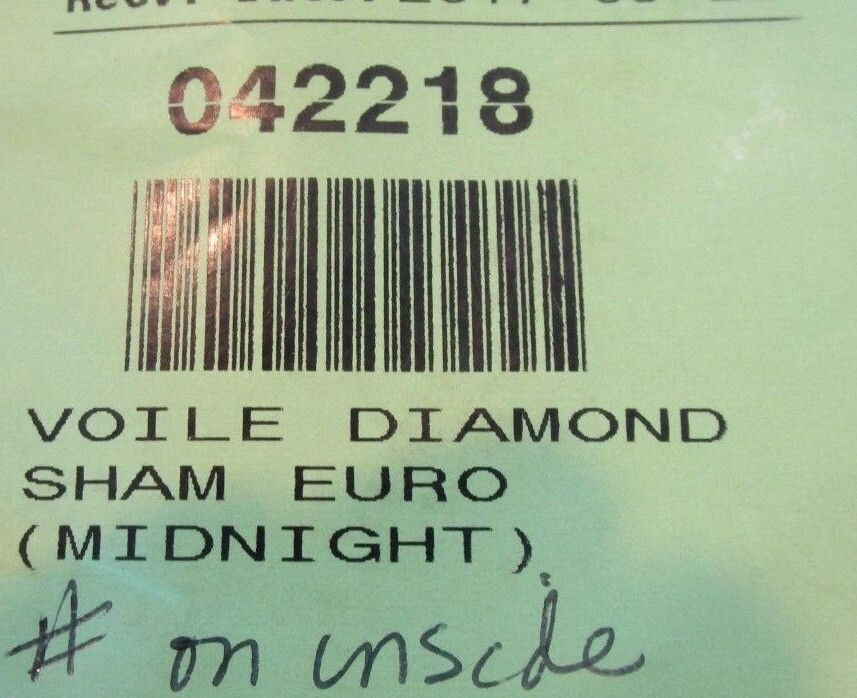 042218
VOILE DIAMOND
SHAM EURO
(MIDNIGHT)
# on inside